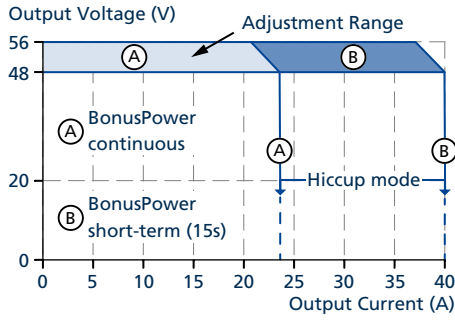 Output Voltage (V)
Adjustment Range
56
A
B
48
A BonusPower
continuous
A
B
20
Hiccup mode
B BonusPower
short-term (15s)
0
0 5 10 15 20 25 30 35 40
Output Current (A)